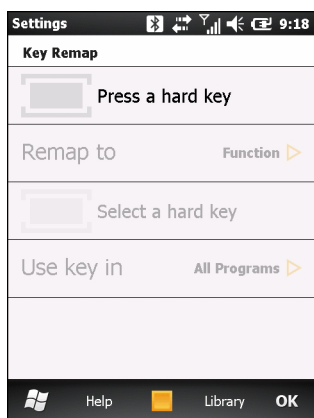 Settings 9:18
Key Remap
Press a hard key
Remap to Function
Select a hard key
Use key in All Programs
Help Library OK